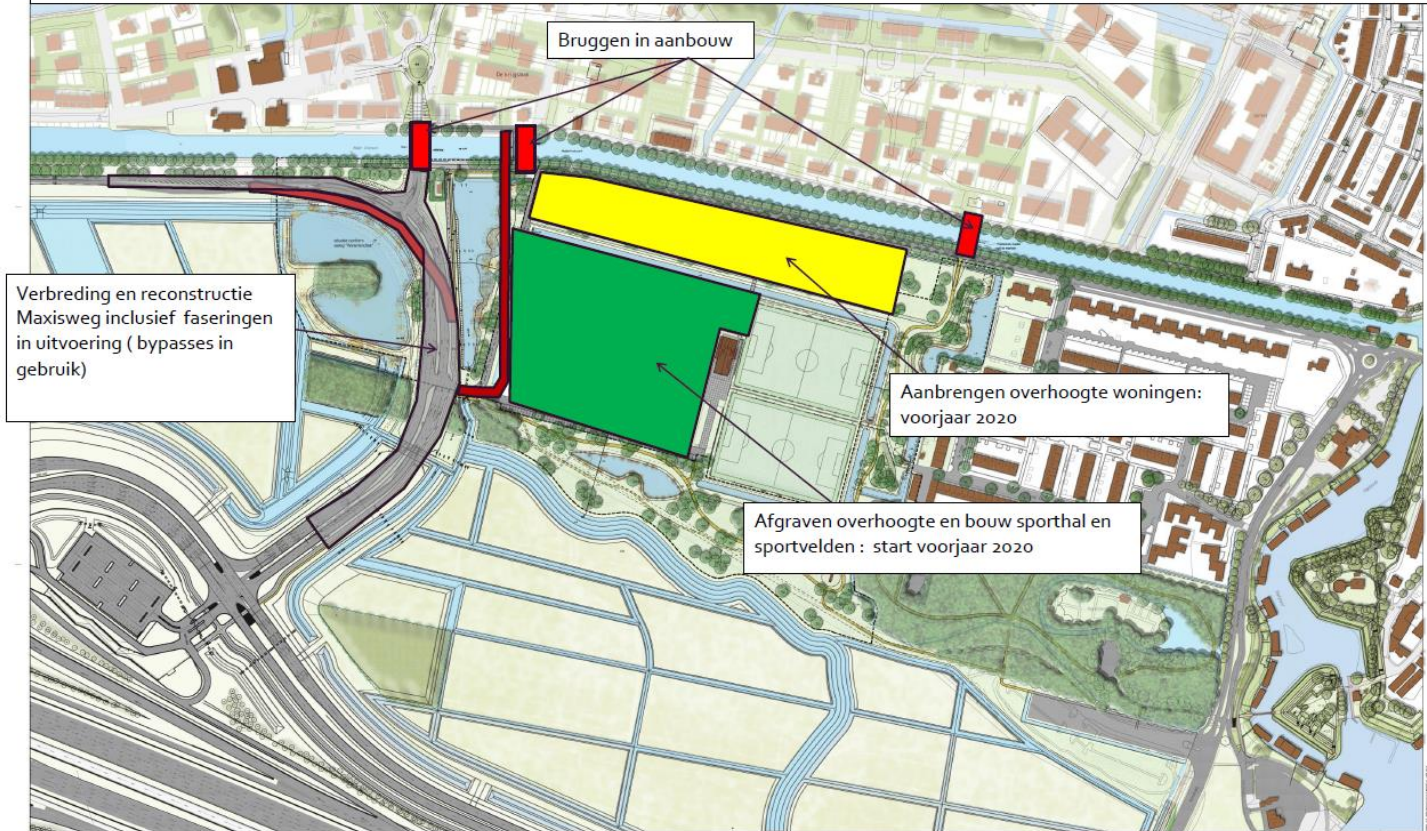 Bruggen in aanbouw
Verbreding en reconstructie
Maxisweg inclusief faseringen
in uitvoering ( bypasses in
gebruik)
Aanbrengen overhoogte woningen:
voorjaar 2020
Afgraven overhoogte en bouw sporthal en
sportvelden : start voorjaar 2020